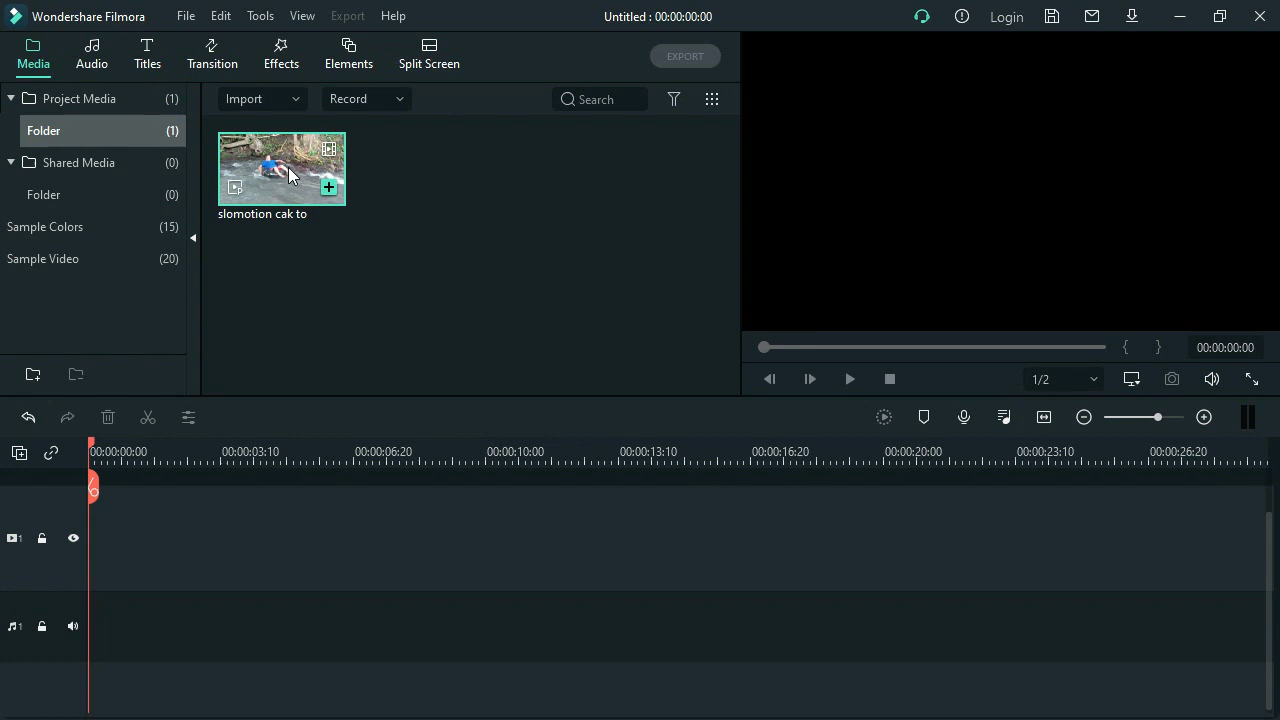 Wondershare Filmora File Edit Tools View Export Help Untitled : 00:00:00:00 Login
Media Audio Titles Transition Effects Elements Split Screen EXPORT
Project Media (1) Import Record Search
Folder (1)
Shared Media (0)
Folder (0)
slomotion cak to
Sample Colors (15)
Sample Video (20)
{ } 00:00:00:00
1/2
00:00:00:00 00:00:03:10 00:00:06:20 00:00:10:00 00:00:13:10 00:00:16:20 00:00:20:00 00:00:23:10 00:00:26:20
1
1